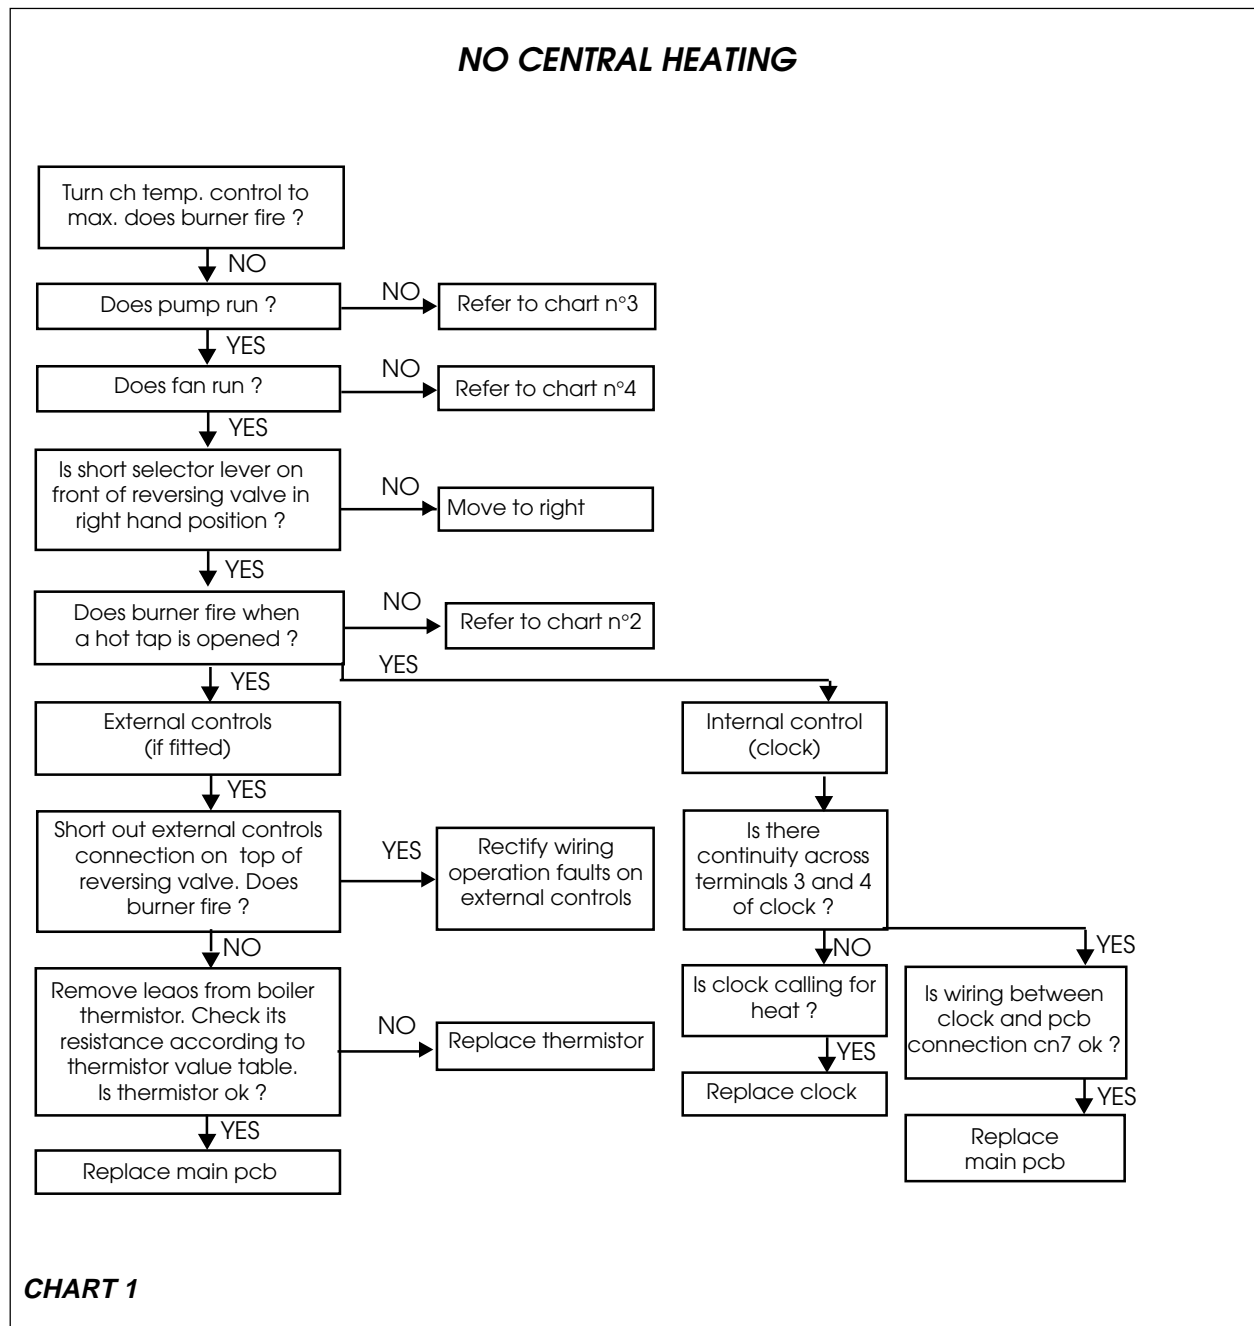 NO CENTRAL HEATING
Turn ch temp. control to
max. does burner fire ?
NO
Does pump run ?
NO
Refer to chart n°3
YES
Does fan run ?
NO
Refer to chart n°4
YES
Is short selector lever on
front of reversing valve in
right hand position ?
NO
Move to right
YES
Does burner fire when
a hot tap is opened ?
NO
Refer to chart n°2
YES
YES
External controls
(if fitted)
Internal control
(clock)
YES
Short out external controls
connection on top of
reversing valve. Does
burner fire ?
YES
Rectify wiring
operation faults on
external controls
Is there
continuity across
terminals 3 and 4
of clock ?
NO
NO
YES
Remove leaos from boiler
thermistor. Check its
resistance according to
thermistor value table.
Is thermistor ok ?
NO
Replace thermistor
Is clock calling for
heat ?
Is wiring between
clock and pcb
connection cn7 ok ?
YES
YES
YES
Replace main pcb
Replace clock
Replace
main pcb
CHART 1